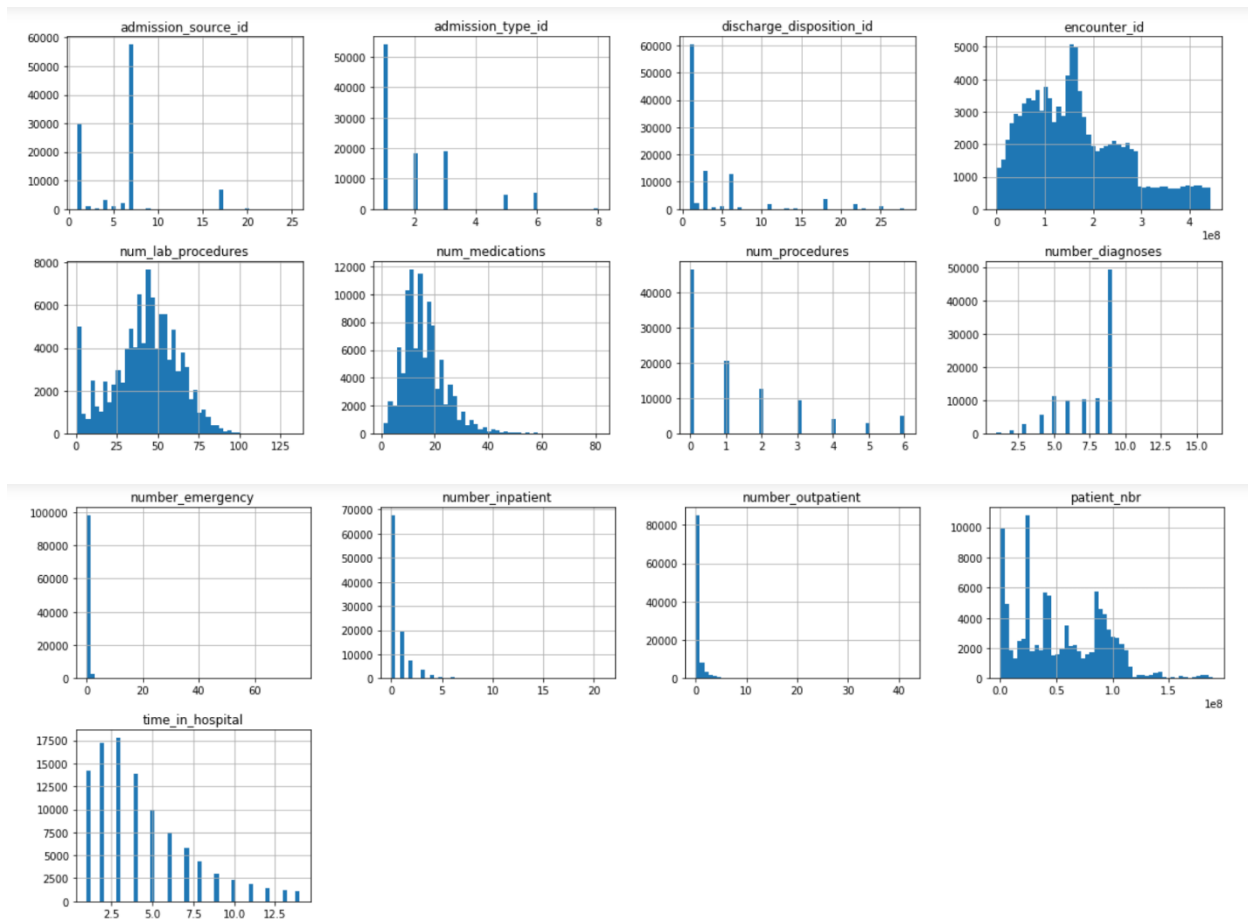 admission_source_id
60000
50000
40000
30000
20000
10000
0
0 5 10 15 20 25
admission_type_id
50000
40000
30000
20000
10000
0
2 4 6 8
discharge_disposition_id
60000
50000
40000
30000
20000
10000
0
0 5 10 15 20 25
encounter_id
5000
4000
3000
2000
1000
0
0 1 2 3 4
1e8
num_lab_procedures
8000
6000
4000
2000
0
0 25 50 75 100 125
num_medications
12000
10000
8000
6000
4000
2000
0
0 20 40 60 80
num_procedures
40000
30000
20000
10000
0
0 1 2 3 4 5 6
number_diagnoses
50000
40000
30000
20000
10000
0
2.5 5.0 7.5 10.0 12.5 15.0
number_emergency
100000
80000
60000
40000
20000
0
0 20 40 60
number_inpatient
70000
60000
50000
40000
30000
20000
10000
0
0 5 10 15 20
number_outpatient
80000
60000
40000
20000
0
0 10 20 30 40
patient_nbr
10000
8000
6000
4000
2000
0
0.0 0.5 1.0 1.5
1e8
time_in_hospital
17500
15000
12500
10000
7500
5000
2500
0
2.5 5.0 7.5 10.0 12.5